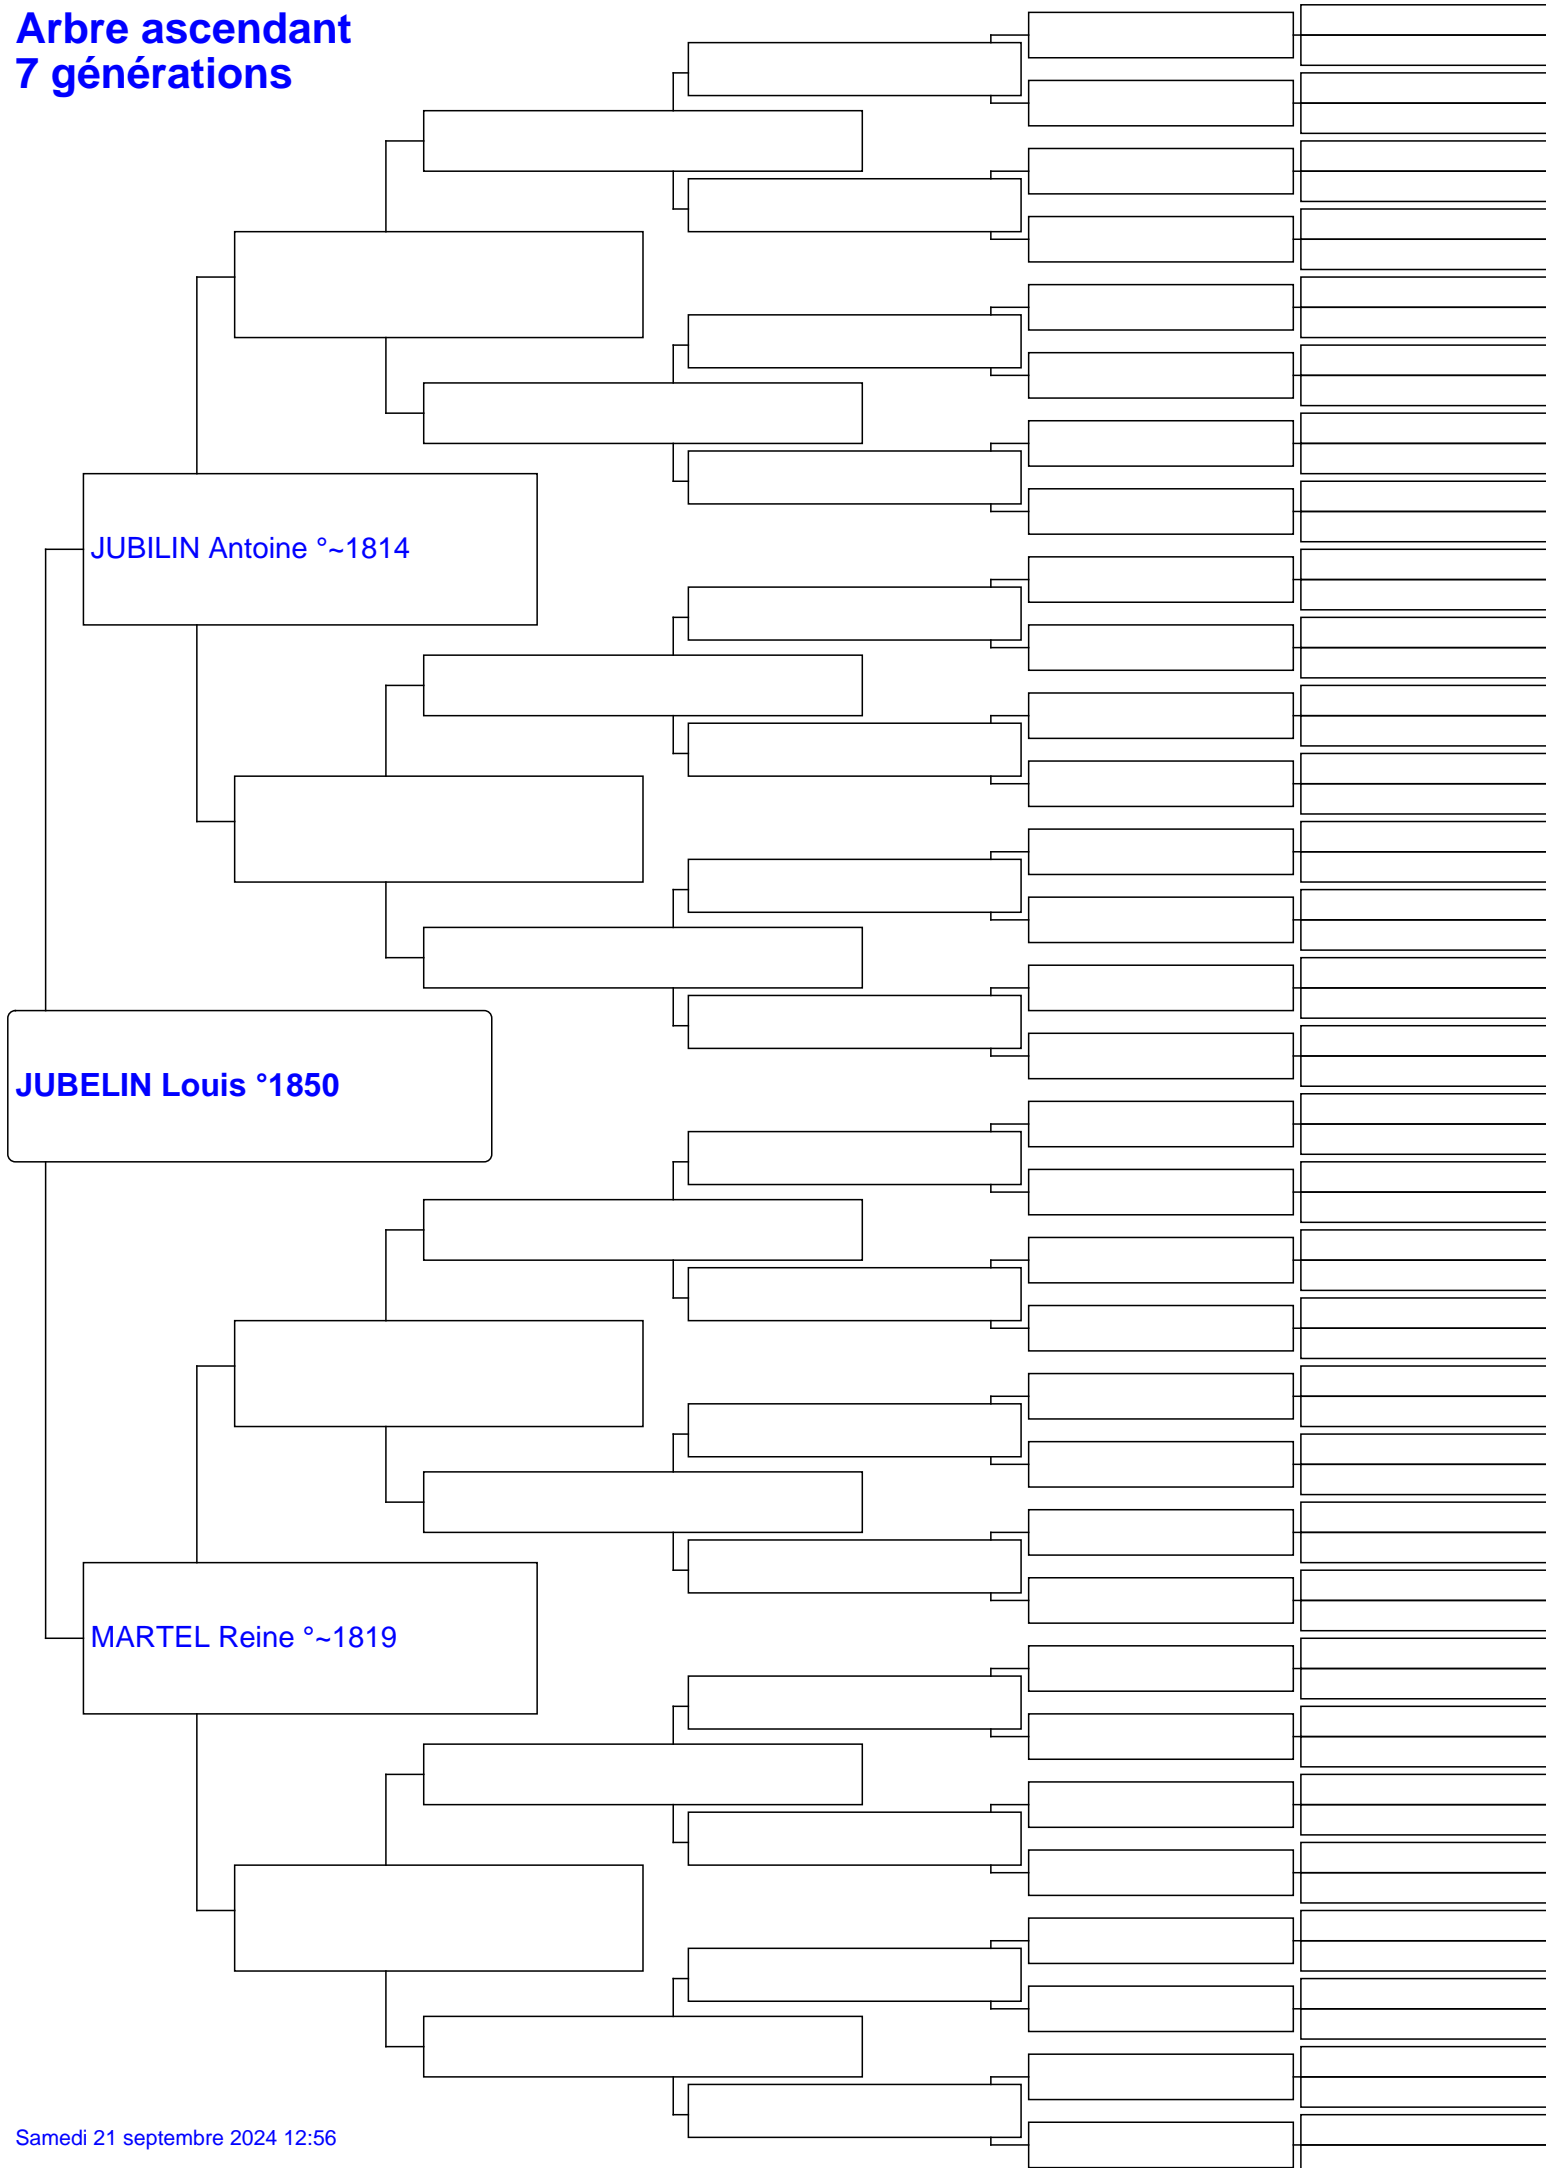 Arbre ascendant
7 générations
JUBILIN Antoine °~1814
JUBELIN Louis °1850
MARTEL Reine °~1819
Samedi 21 septembre 2024 12:56